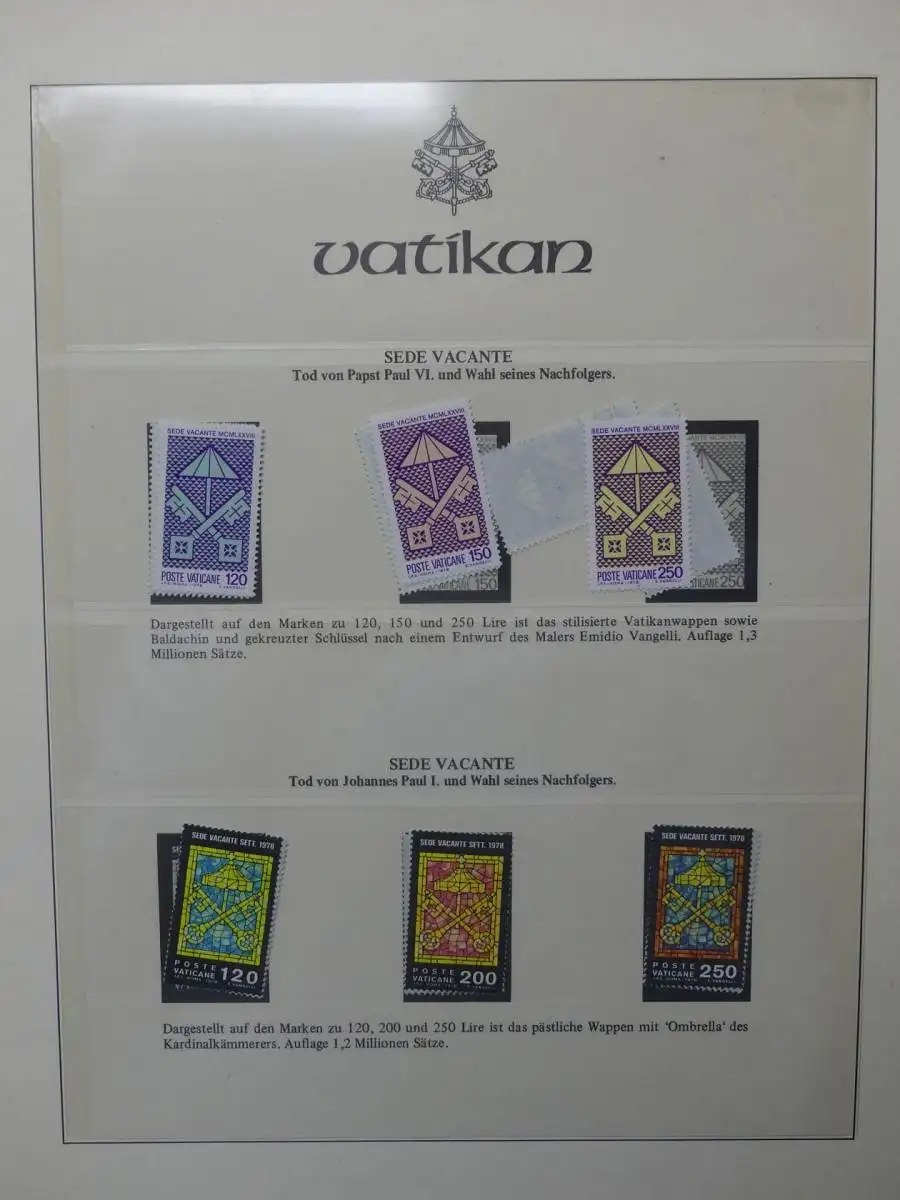 vatikan
SEDE VACANTE
Tod von Papst Paul VI. und Wahl seines Nachfolgers.
SEDE VACANTE MCMLXXVIII
POSTE VATICANE 120
SEDE VACANTE MCMLXXVIII
POSTE VATICANE 150
150
SEDE VACANTE MCMLXXVIII
POSTE VATICANE 250
250
Dargestellt auf den Marken zu 120, 150 und 250 Lire ist das stilisierte Vatikanwappen sowie
Baldachin und gekreuzter Schlüssel nach einem Entwurf des Malers Emidio Vangelli. Auflage 1,3
Millionen Sätze.
SEDE VACANTE
Tod von Johannes Paul I. und Wahl seines Nachfolgers.
SEDE VACANTE SETT. 1978
POSTE
VATICANE 120
SEDE VACANTE SETT. 1978
POSTE
VATICANE 200
SEDE VACANTE SETT. 1978
POSTE
VATICANE 250
Dargestellt auf den Marken zu 120, 200 und 250 Lire ist das pästliche Wappen mit ‘Ombrella‘ des
Kardinalkämmerers. Auflage 1,2 Millionen Sätze.